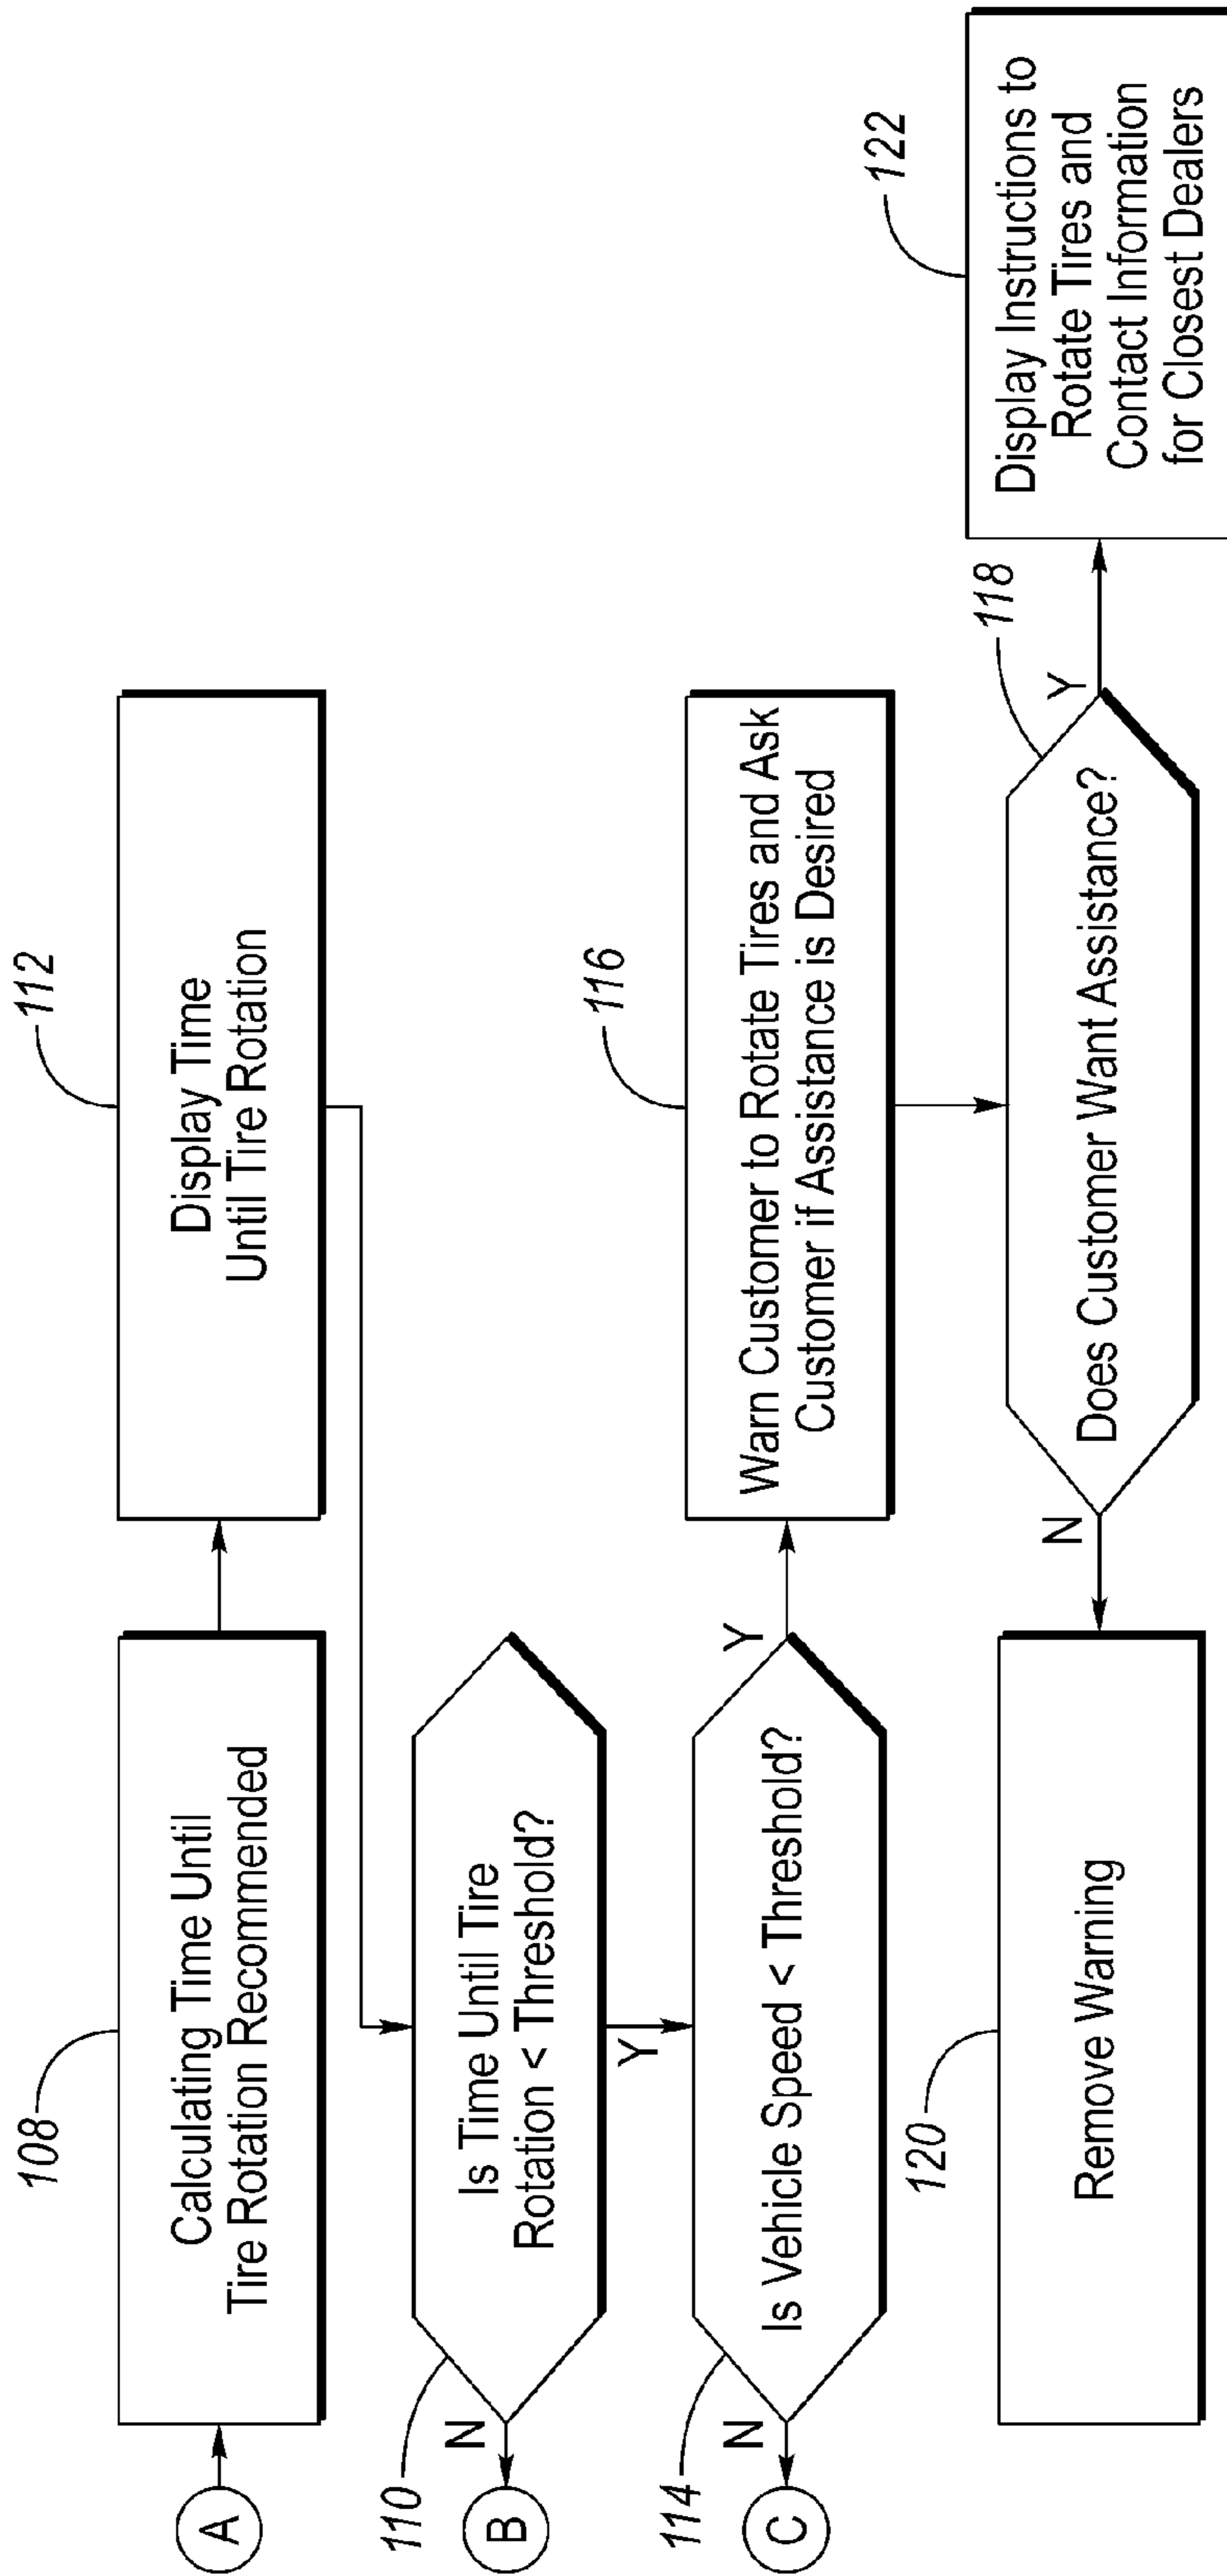 108
112
A
Calculating Time Until
Tire Rotation Recommended
Display Time
Until Tire Rotation
110
Is Time Until Tire
Rotation < Threshold?
N
B
Y
114
116
Is Vehicle Speed < Threshold?
N
C
Y
Warn Customer to Rotate Tires and Ask
Customer if Assistance is Desired
120
118
122
Remove Warning
N
Does Customer Want Assistance?
Y
Display Instructions to
Rotate Tires and
Contact Information
for Closest Dealers